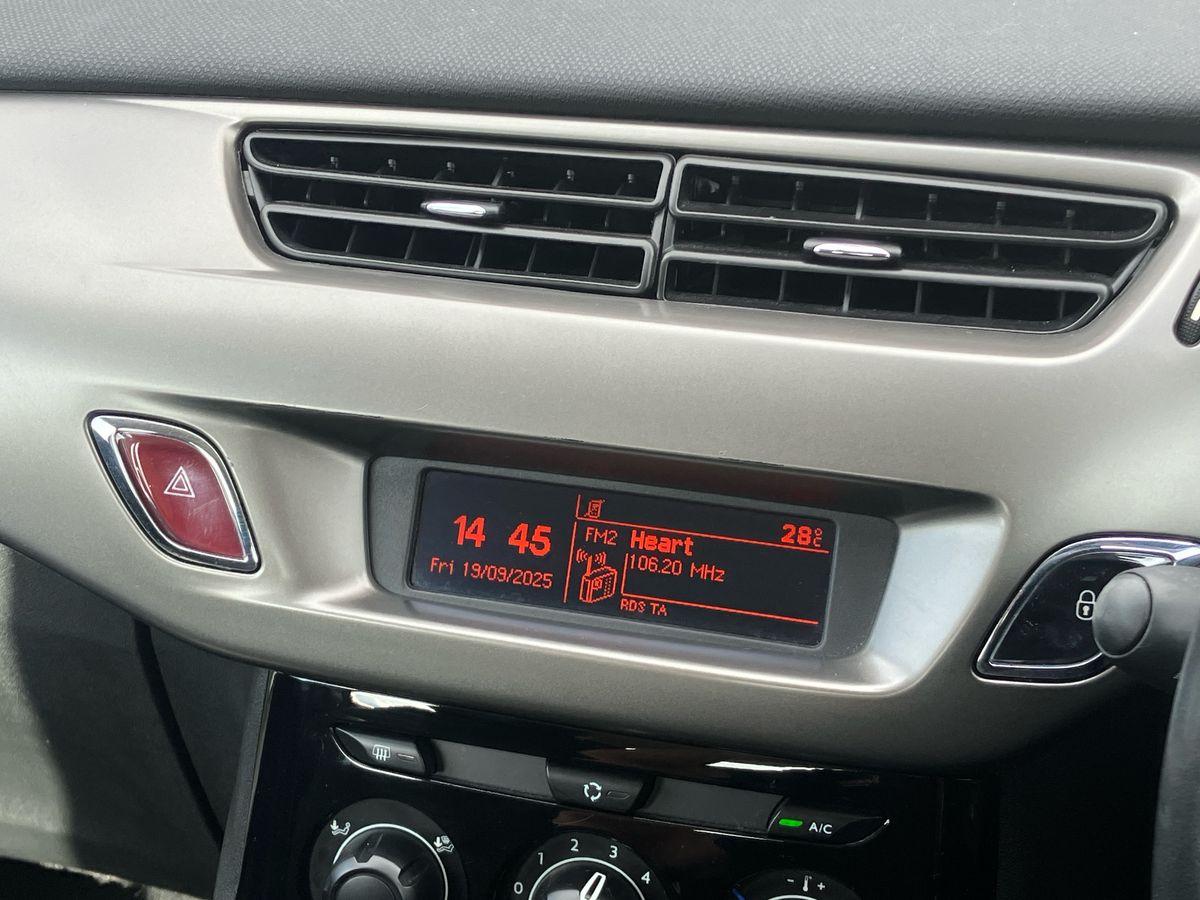 14 45
Fri 19/09/2025
28°C
FM2 Heart
106.20 MHz
RDS TA
A/C
0 1 2 3 4
- +